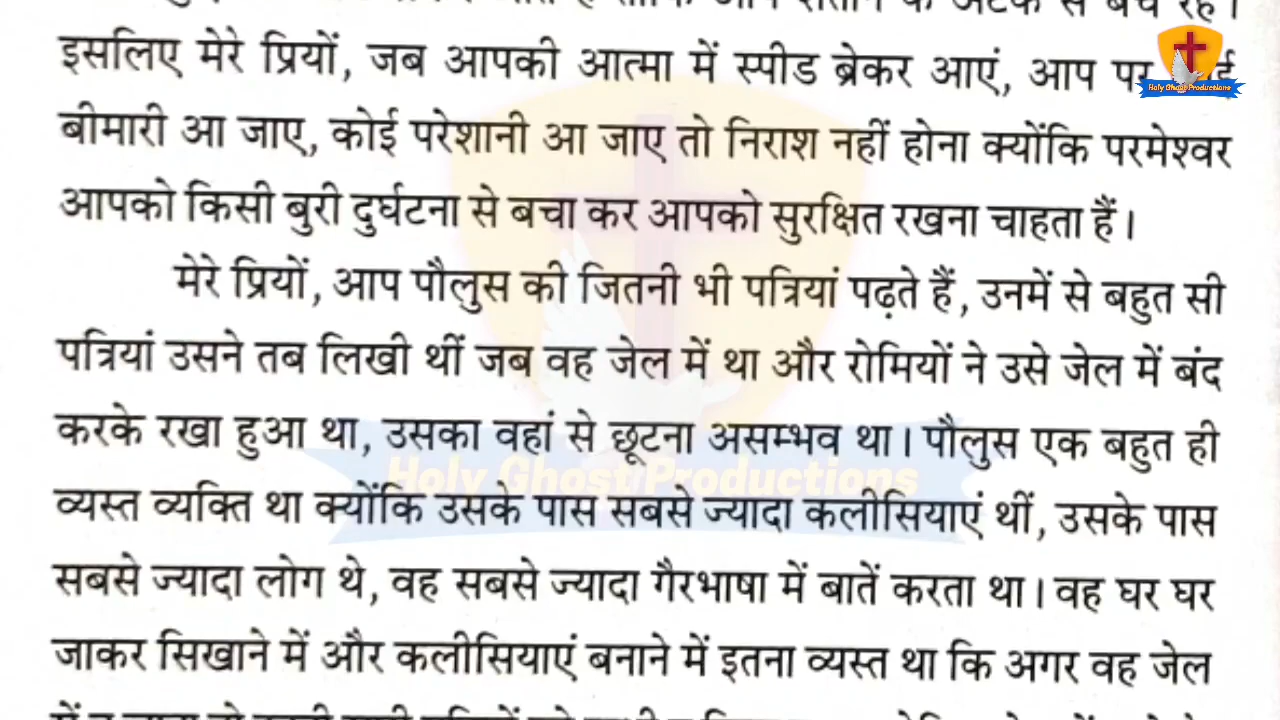 इसलिए मेरे प्रियों, जब आपकी आत्मा में स्पीड ब्रेकर आएं, आप पर
बीमारी आ जाए, कोई परेशानी आ जाए तो निराश नहीं होना क्योंकि परमेश्वर
आपको किसी बुरी दुर्घटना से बचा कर आपको सुरक्षित रखना चाहता हैं।
मेरे प्रियों, आप पौलुस की जितनी भी पत्रियां पढ़ते हैं, उनमें से बहुत सी
पत्रियां उसने तब लिखी थीं जब वह जेल में था और रोमियों ने उसे जेल में बंद
करके रखा हुआ था, उसका वहां से छूटना असम्भव था। पौलुस एक बहुत ही
व्यस्त व्यक्ति था क्योंकि उसके पास सबसे ज्यादा कलीसियाएं थीं, उसके पास
सबसे ज्यादा लोग थे, वह सबसे ज्यादा गैरभाषा में बातें करता था। वह घर घर
जाकर सिखाने में और कलीसियाएं बनाने में इतना व्यस्त था कि अगर वह जेल
Holy Ghost Productions
Holy Ghost Productions